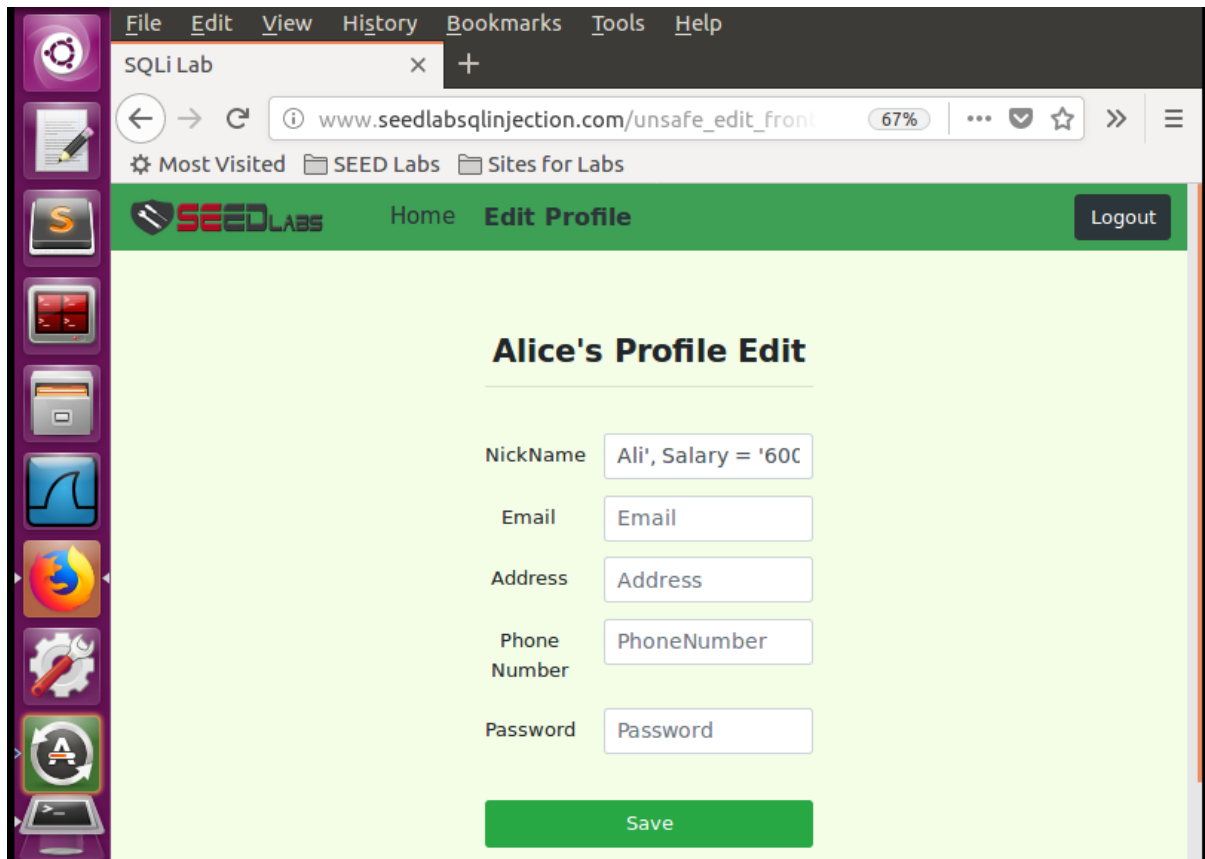 File Edit View History Bookmarks Tools Help
SQLi Lab
www.seedlabsqlinjection.com/unsafe_edit_front 67%
Most Visited SEED Labs Sites for Labs
SEEDLABS Home Edit Profile Logout
Alice's Profile Edit
NickName Ali', Salary = '600
Email Email
Address Address
Phone PhoneNumber
Number
Password Password
Save